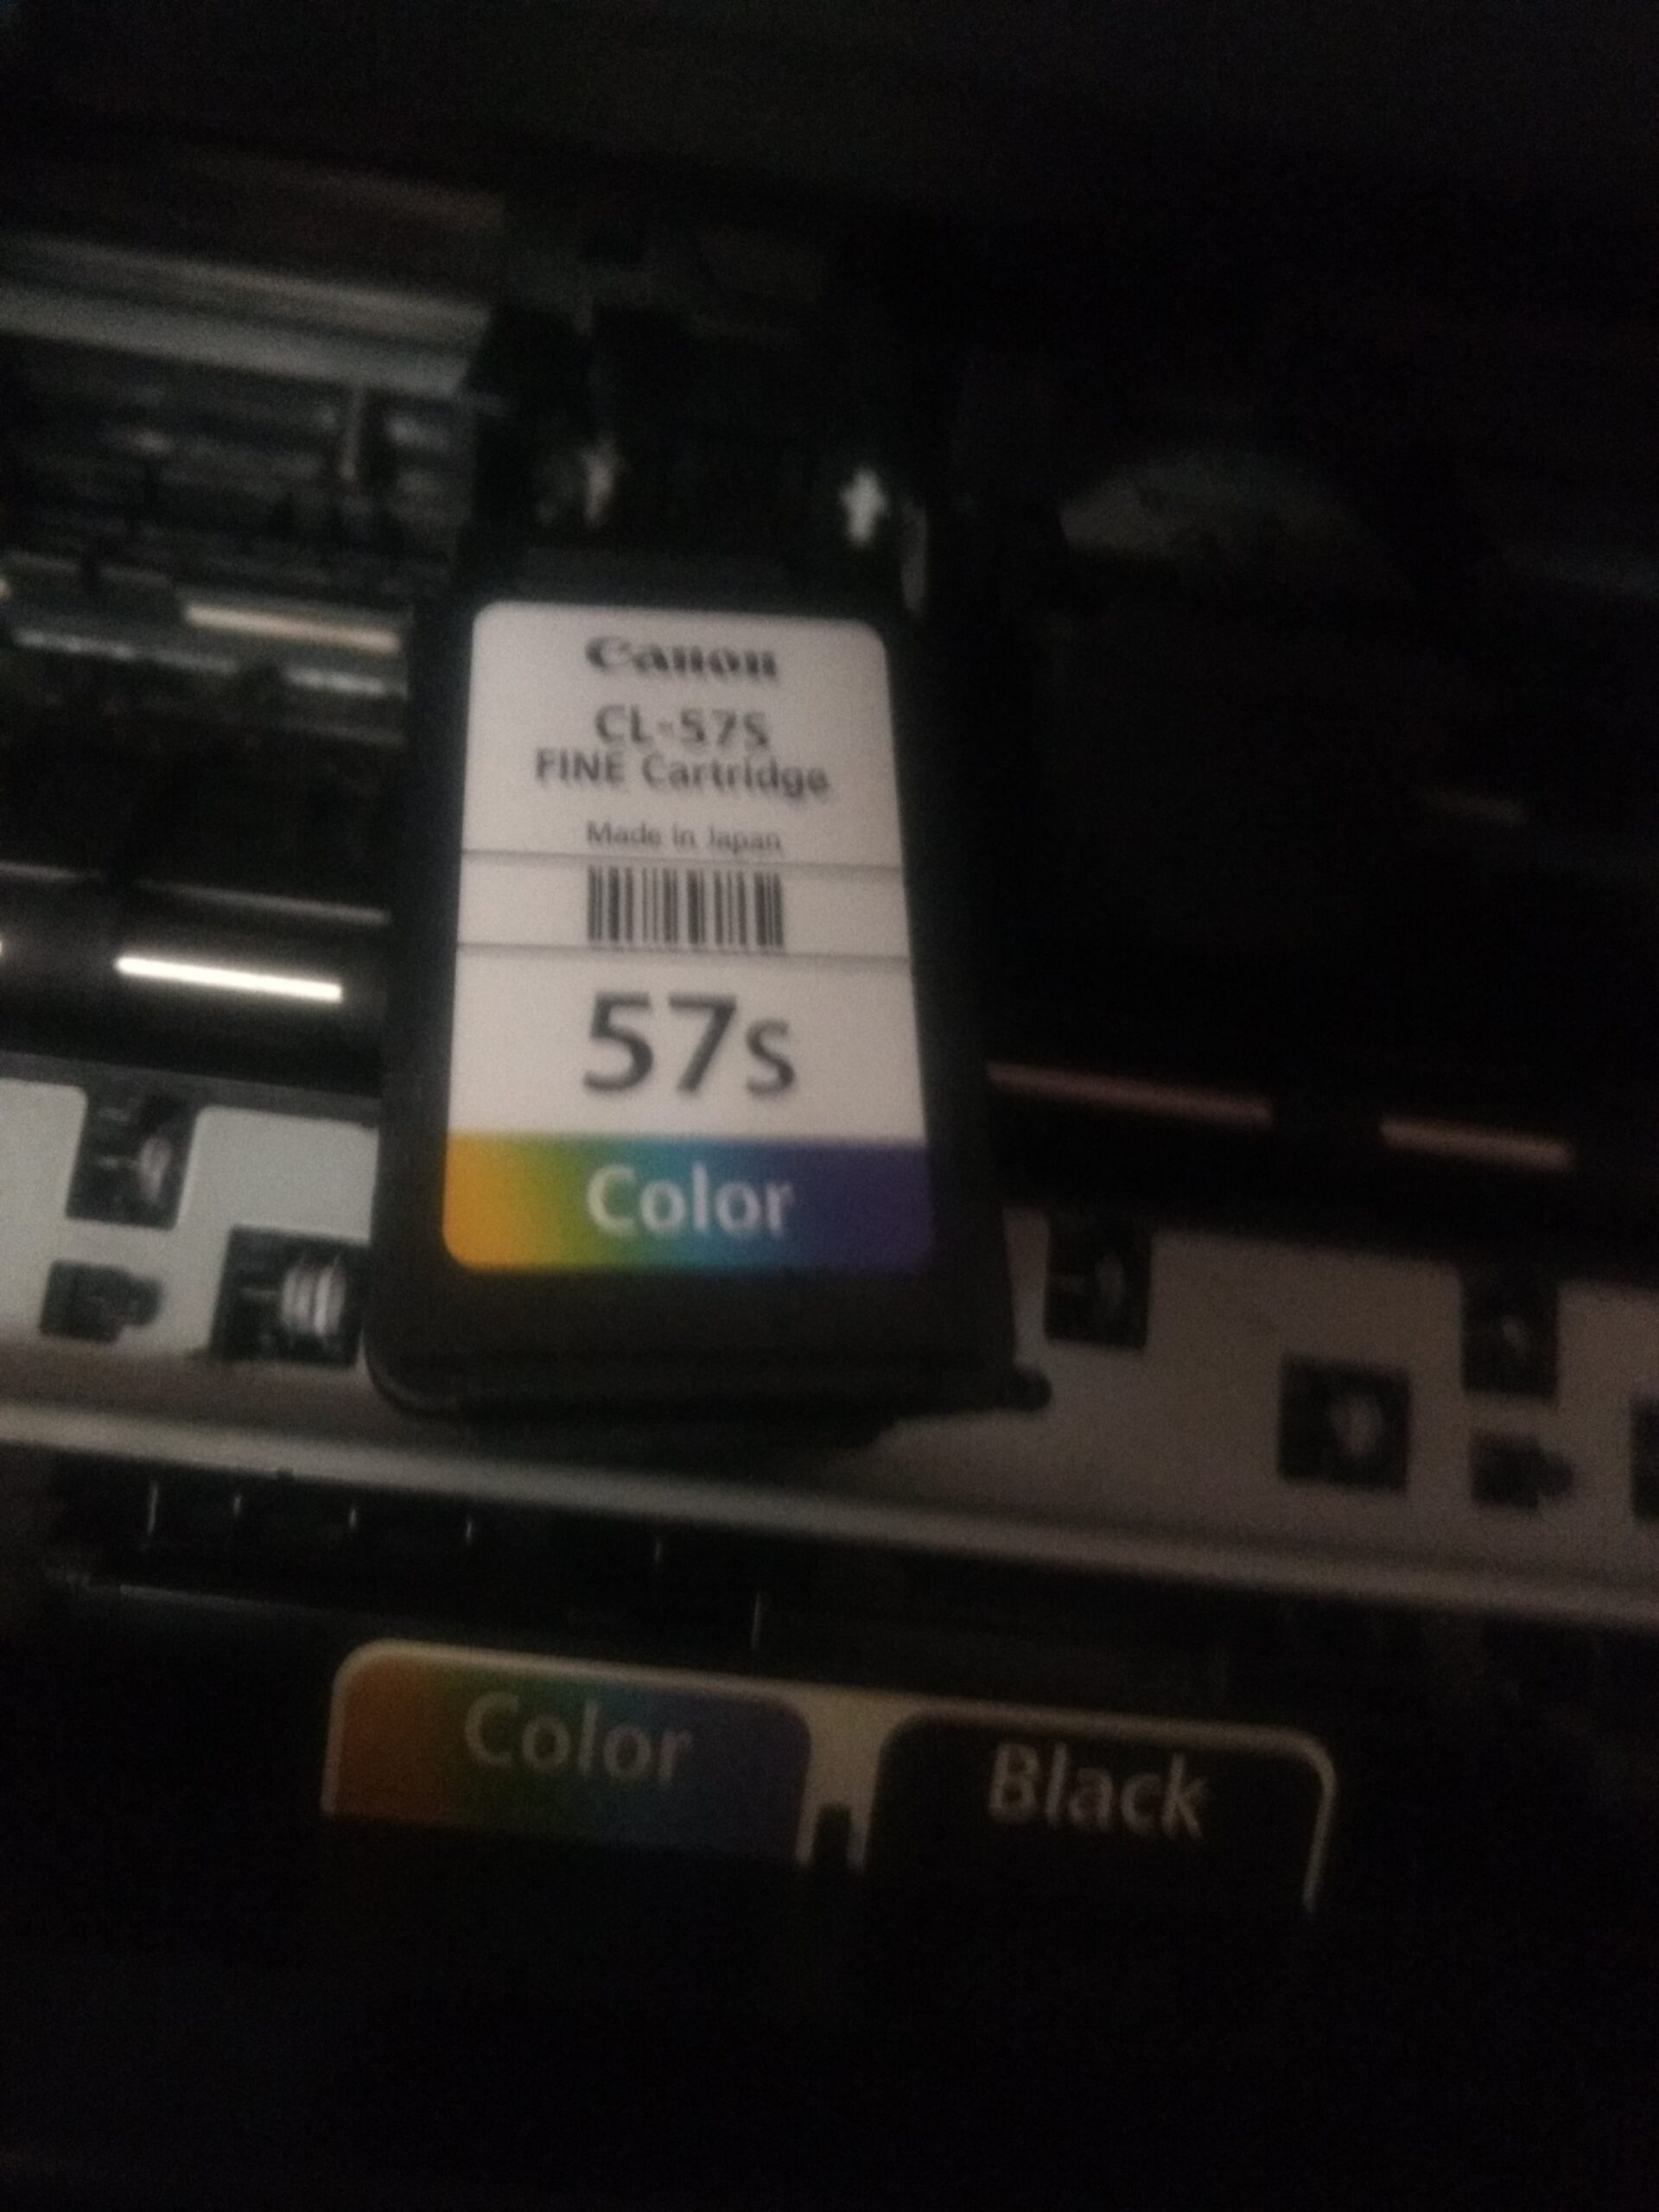 Canon
CL-57S
FINE Cartridge
Made in Japan
57s
Color
Color Black